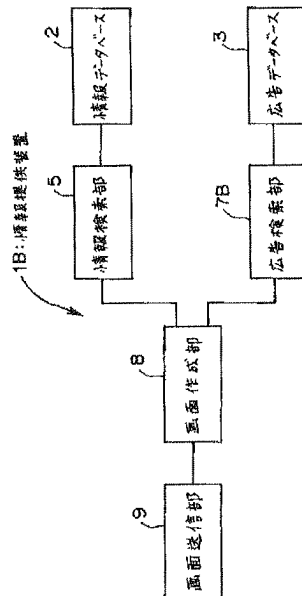 1B:情報提供装置
2
情報データベース
5
情報検索部
3
広告データベース
7B
広告検索部
8
画面作成部
9
画面送信部